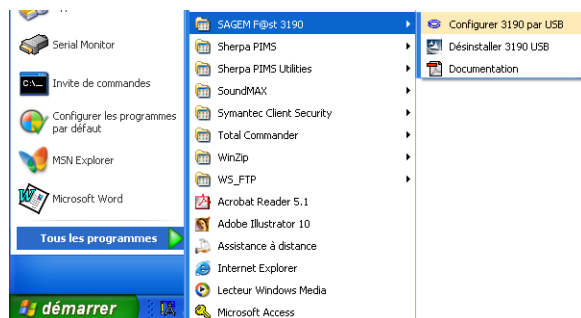 Serial Monitor
C:\_
Invite de commandes
Configurer les programmes
par défaut
MSN Explorer
Microsoft Word
Tous les programmes
démarrer
SAGEM F@st 3190
Sherpa PIMS
Sherpa PIMS Utilities
SoundMAX
Symantec Client Security
Total Commander
WinZip
WS_FTP
Acrobat Reader 5.1
Adobe Illustrator 10
Assistance à distance
Internet Explorer
Lecteur Windows Media
Microsoft Access
Configurer 3190 par USB
Désinstaller 3190 USB
Documentation